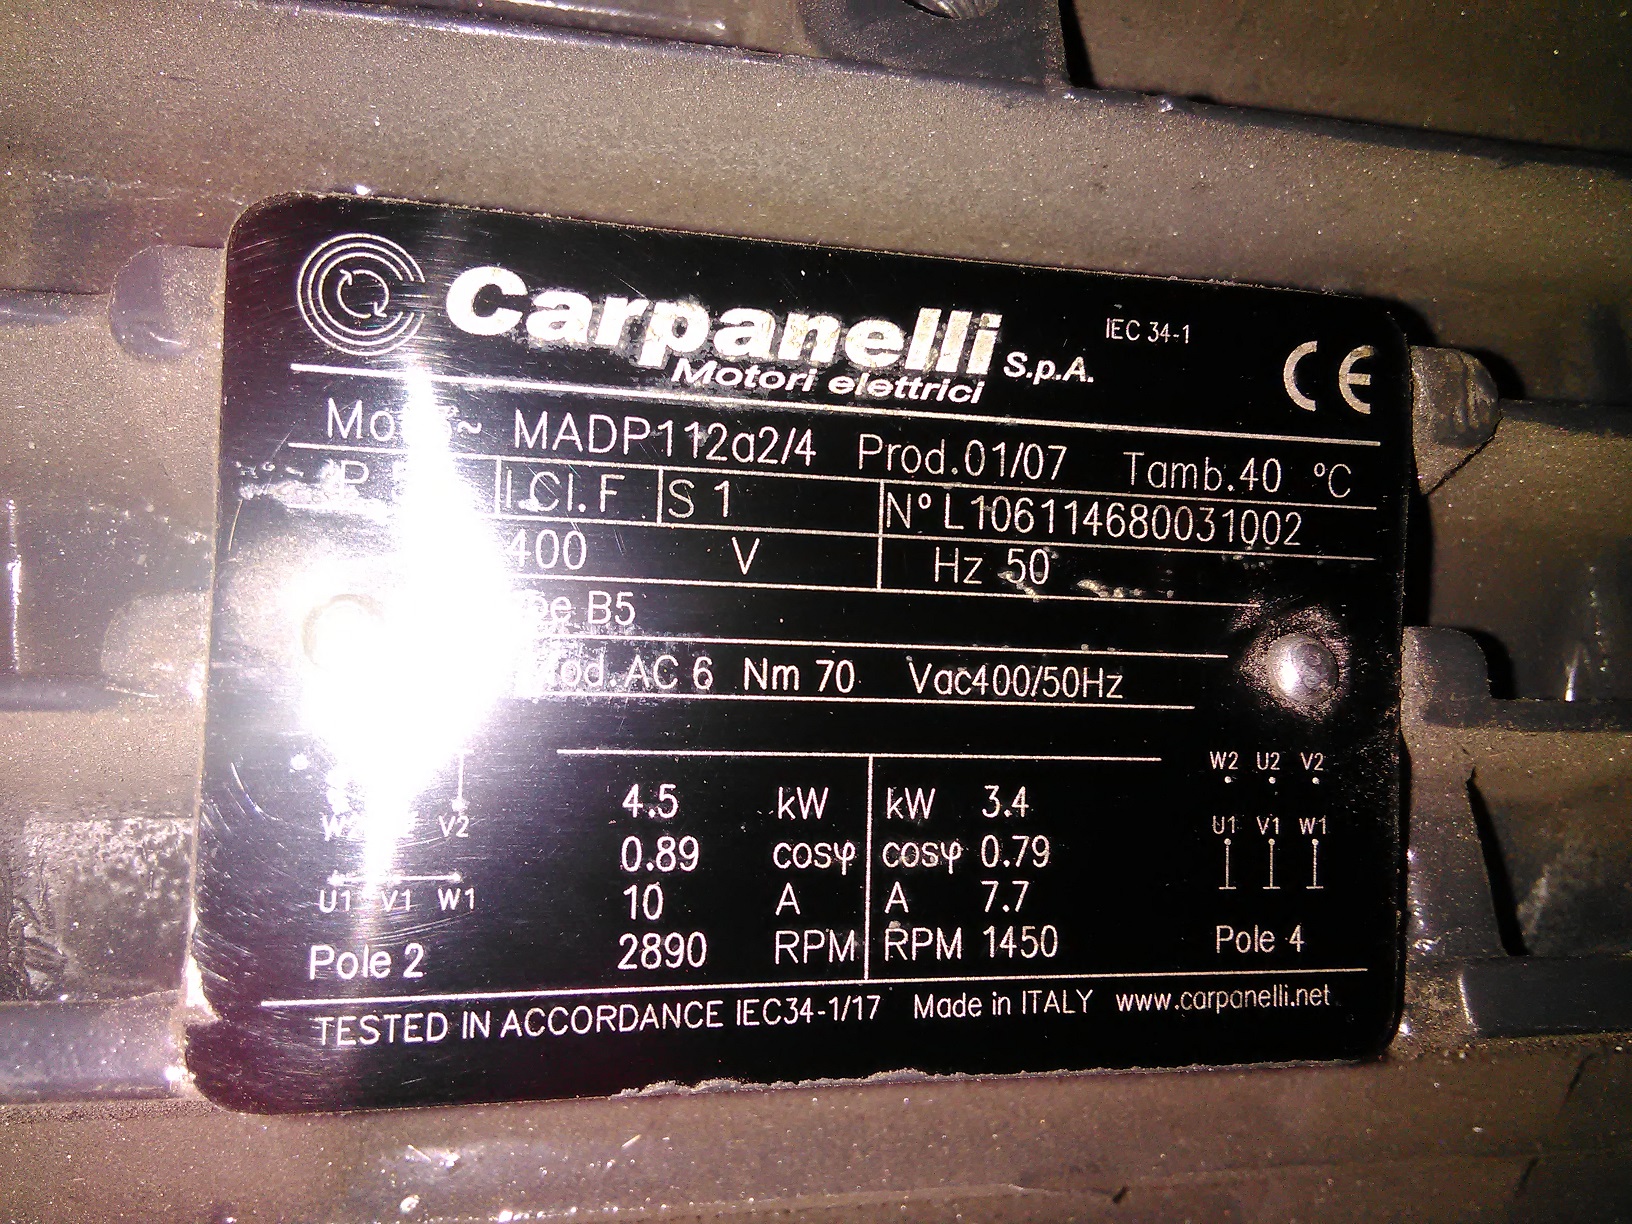 Carpanelli S.p.A. IEC 34-1 CE
Motori elettrici
3~ MADP112a2/4 Prod.01/07 Tamb.40 °C
I.Cl.F S 1 N° L106114680031002
400 V Hz 50
B5
AC 6 Nm 70 Vac400/50Hz
W2 U2 V2
4.5 kW kW 3.4
V2 U1 V1 W1
0.89 cosφ cosφ 0.79
U1 V1 W1 10 A A 7.7
Pole 2 2890 RPM RPM 1450 Pole 4
TESTED IN ACCORDANCE IEC34-1/17 Made in ITALY www.carpanelli.net